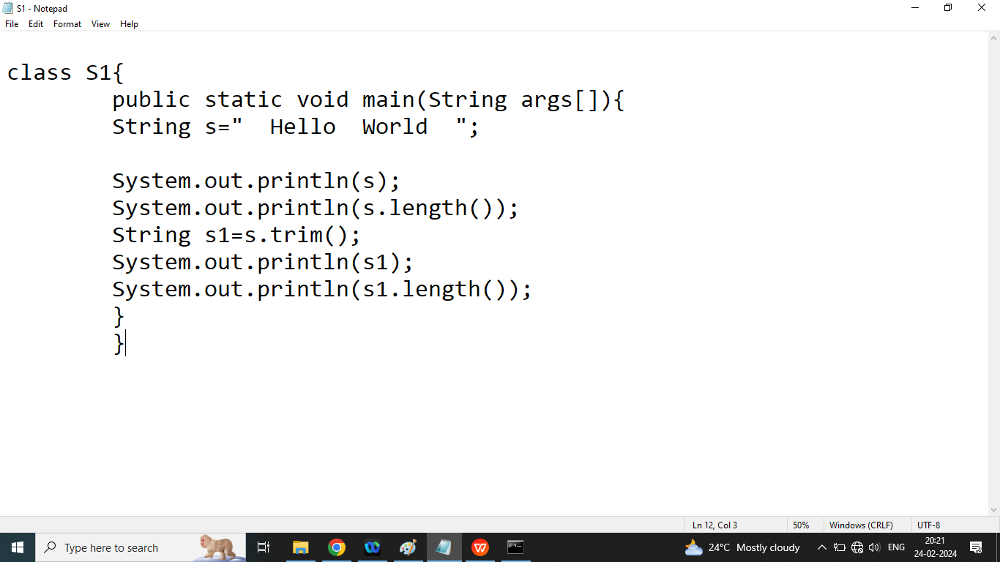 S1 - Notepad
File Edit Format View Help
class S1{
        public static void main(String args[]){
        String s="  Hello  World  ";
        System.out.println(s);
        System.out.println(s.length());
        String s1=s.trim();
        System.out.println(s1);
        System.out.println(s1.length());
        }
        }
Ln 12, Col 3 50% Windows (CRLF) UTF-8
Type here to search 24°C Mostly cloudy ENG 20:21
24-02-2024